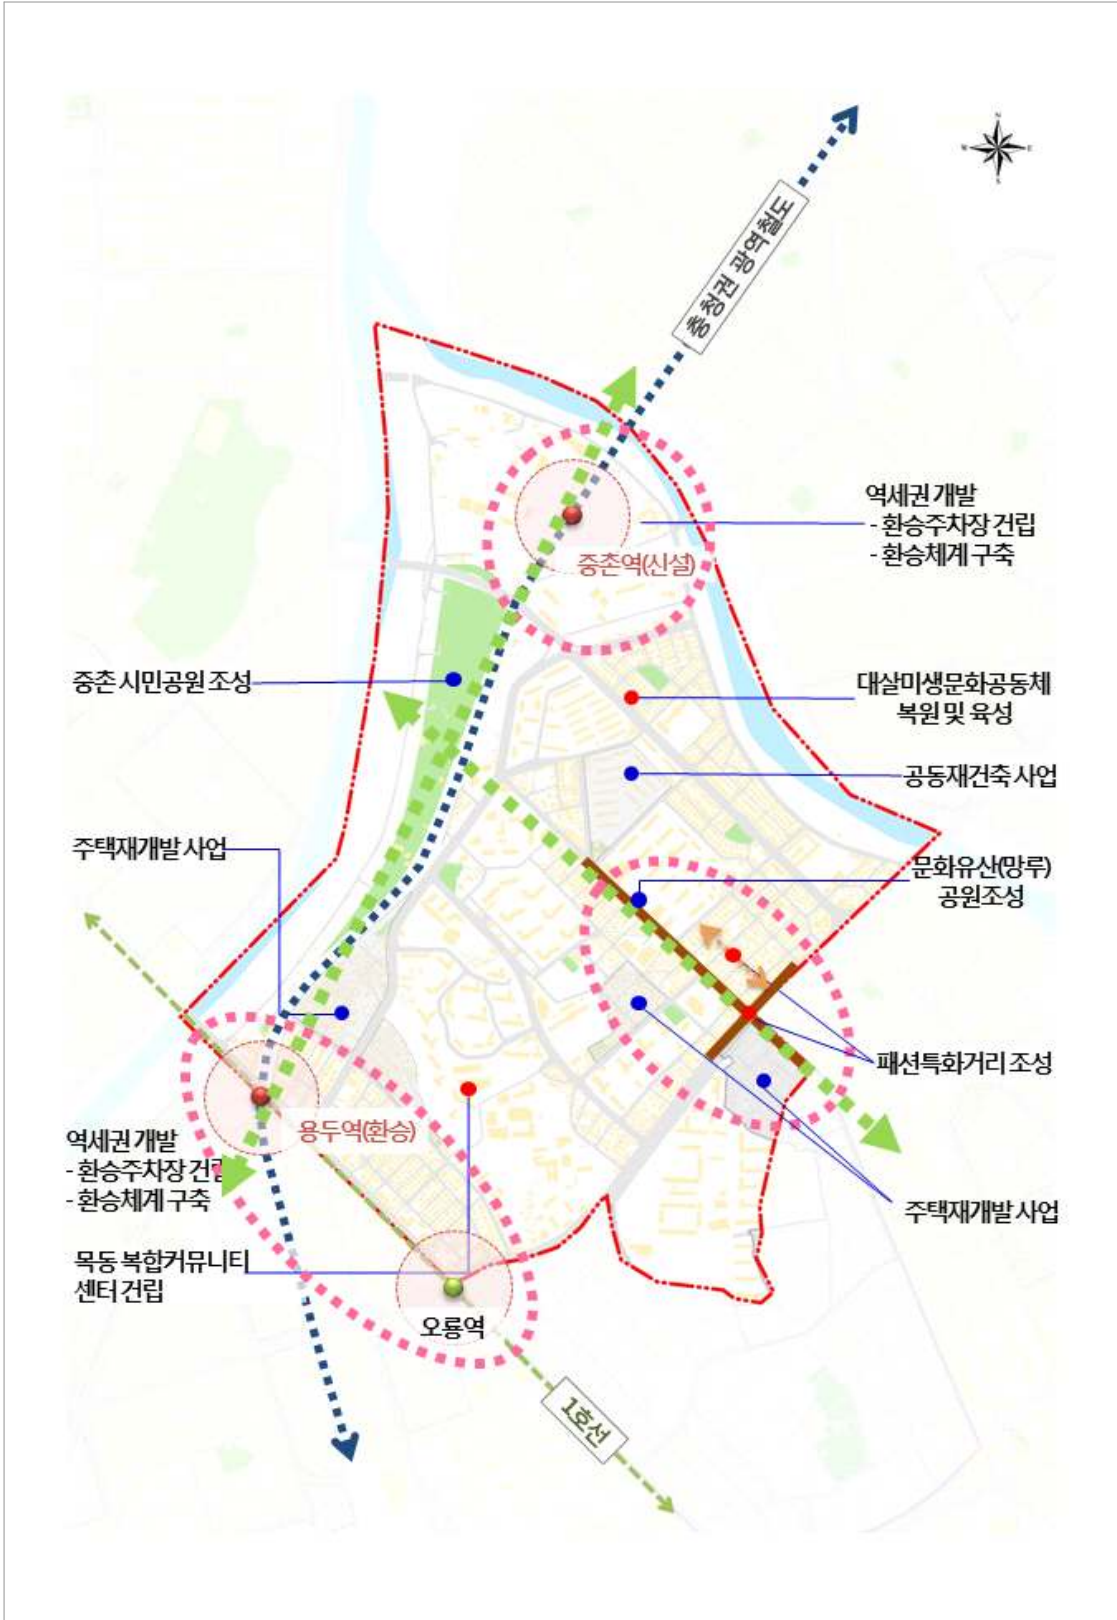 N
W
E
S
충청권 광역철도
역세권 개발
- 환승주차장 건립
- 환승체계 구축
중촌역(신설)
중촌 시민공원 조성
대살미생문화공동체
복원 및 육성
공동재건축 사업
주택재개발 사업
문화유산(망루)
공원조성
패션특화거리 조성
용두역(환승)
역세권 개발
- 환승주차장 건립
- 환승체계 구축
주택재개발 사업
목동 복합커뮤니티
센터 건립
오룡역
1호선